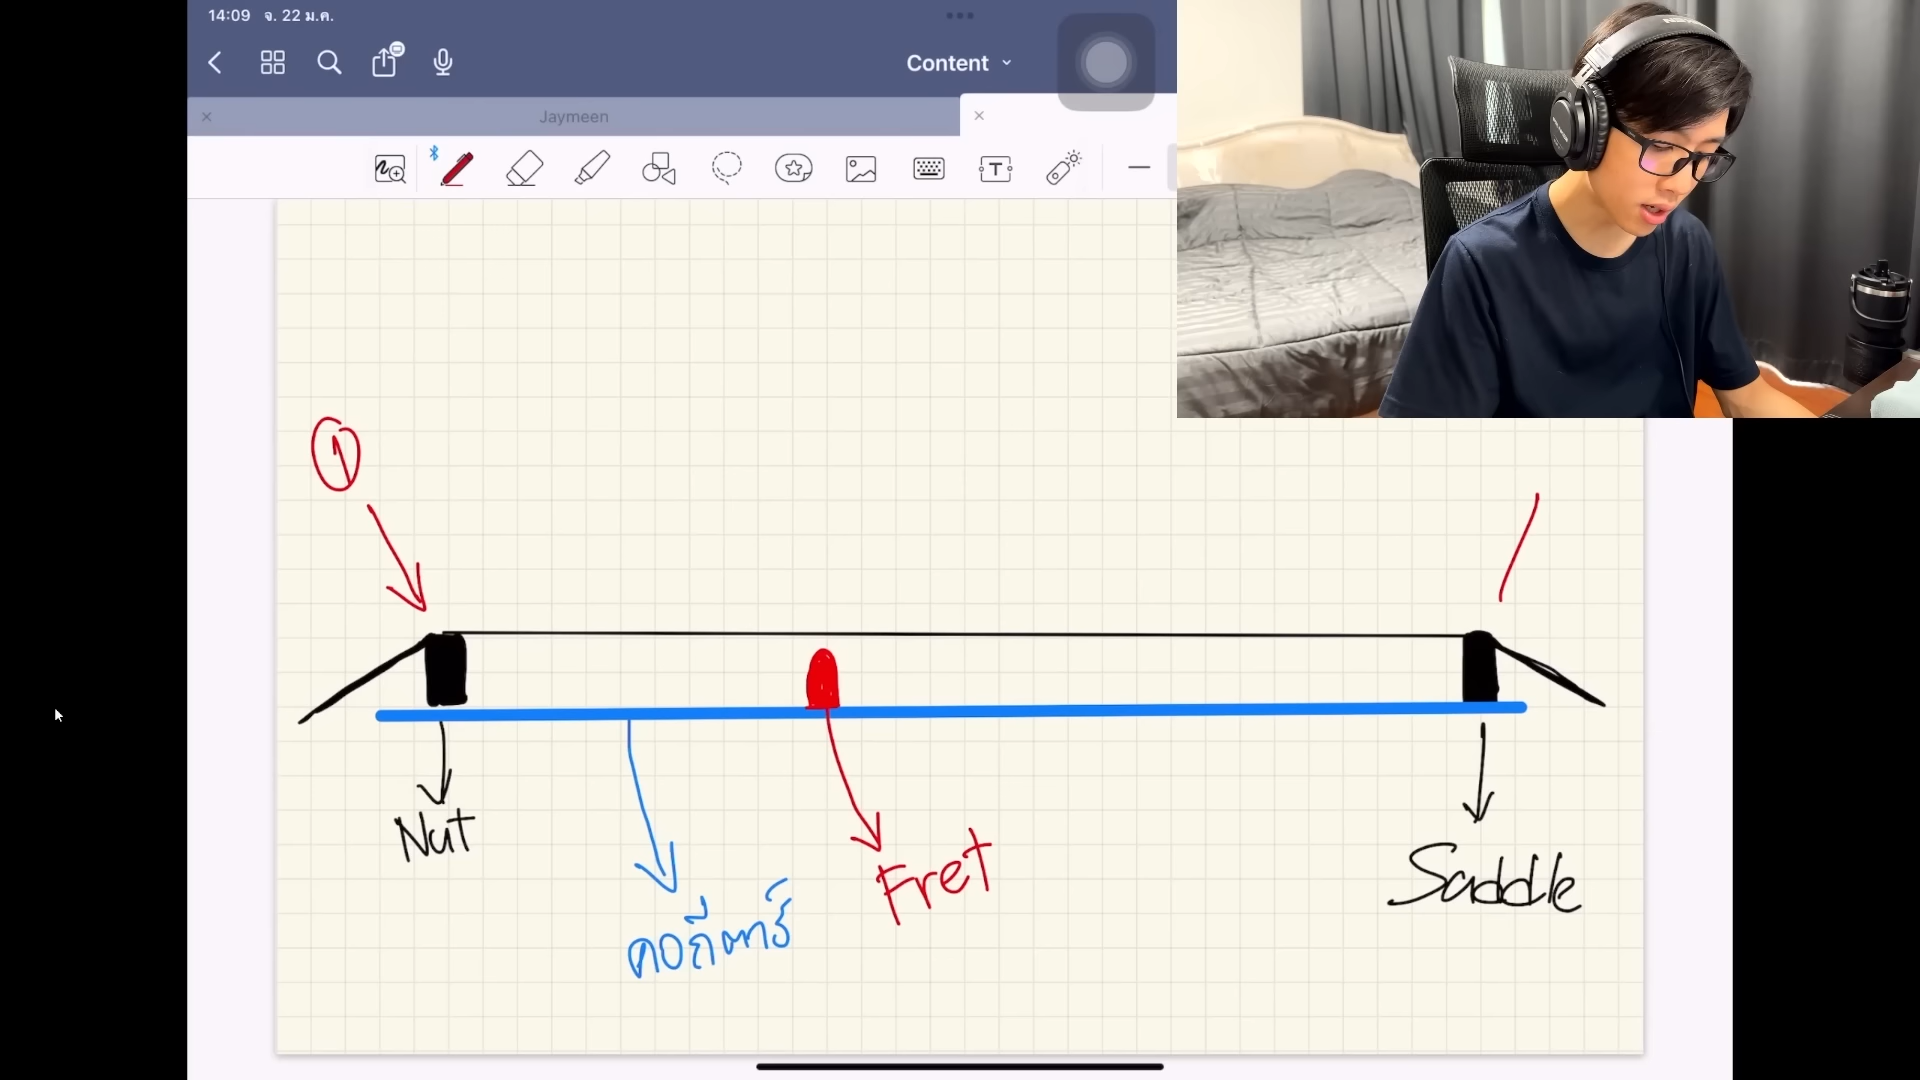 14:09 จ. 22 ม.ค.
Content
Jaymeen
T
1
Nut
คอกีตาร์
Fret
Saddle